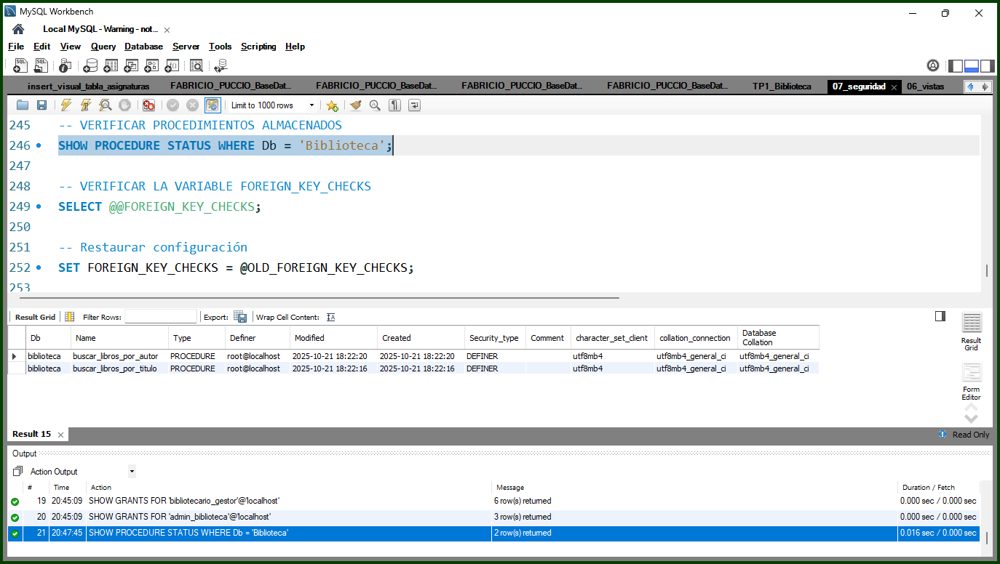 MySQL Workbench
Local MySQL - Warning - not...
File Edit View Query Database Server Tools Scripting Help
insert_visual_tabla_asignaturas FABRICIO_PUCCIO_BaseDat... FABRICIO_PUCCIO_BaseDat... FABRICIO_PUCCIO_BaseDat... FABRICIO_PUCCIO_BaseDat... TP1_Biblioteca 07_seguridad 06_vistas
Limit to 1000 rows
245 -- VERIFICAR PROCEDIMIENTOS ALMACENADOS
246 SHOW PROCEDURE STATUS WHERE Db = 'Biblioteca';
247
248 -- VERIFICAR LA VARIABLE FOREIGN_KEY_CHECKS
249 SELECT @@FOREIGN_KEY_CHECKS;
250
251 -- Restaurar configuración
252 SET FOREIGN_KEY_CHECKS = @OLD_FOREIGN_KEY_CHECKS;
253
Result Grid Filter Rows: Export: Wrap Cell Content: IA
Db Name Type Definer Modified Created Security_type Comment character_set_client collation_connection Database Collation
biblioteca buscar_libros_por_autor PROCEDURE root@localhost 2025-10-21 18:22:20 2025-10-21 18:22:20 DEFINER utf8mb4 utf8mb4_general_ci utf8mb4_general_ci
biblioteca buscar_libros_por_titulo PROCEDURE root@localhost 2025-10-21 18:22:16 2025-10-21 18:22:16 DEFINER utf8mb4 utf8mb4_general_ci utf8mb4_general_ci
Result
Grid
Form
Editor
Result 15 Read Only
Output
Action Output
# Time Action Message Duration / Fetch
19 20:45:09 SHOW GRANTS FOR 'bibliotecario_gestor'@'localhost' 6 row(s) returned 0.000 sec / 0.000 sec
20 20:45:09 SHOW GRANTS FOR 'admin_biblioteca'@'localhost' 3 row(s) returned 0.000 sec / 0.000 sec
21 20:47:45 SHOW PROCEDURE STATUS WHERE Db = 'Biblioteca' 2 row(s) returned 0.016 sec / 0.000 sec